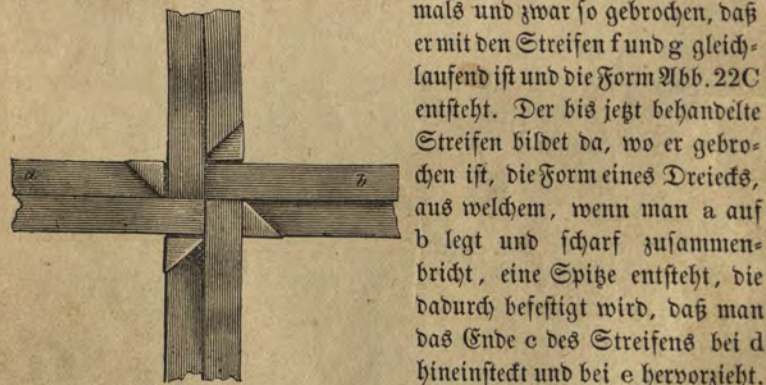 mals und zwar so gebrochen, daß
er mit den Streifen f und g gleich-
laufend ist und die Form Abb. 22C
entsteht. Der bis jetzt behandelte
Streifen bildet da, wo er gebro-
chen ist, die Form eines Dreiecks,
aus welchem, wenn man a auf
b legt und scharf zusammen-
bricht, eine Spitze entsteht, die
dadurch befestigt wird, daß man
das Ende c des Streifens bei d
hineinsteckt und bei e hervorzieht.
a
b